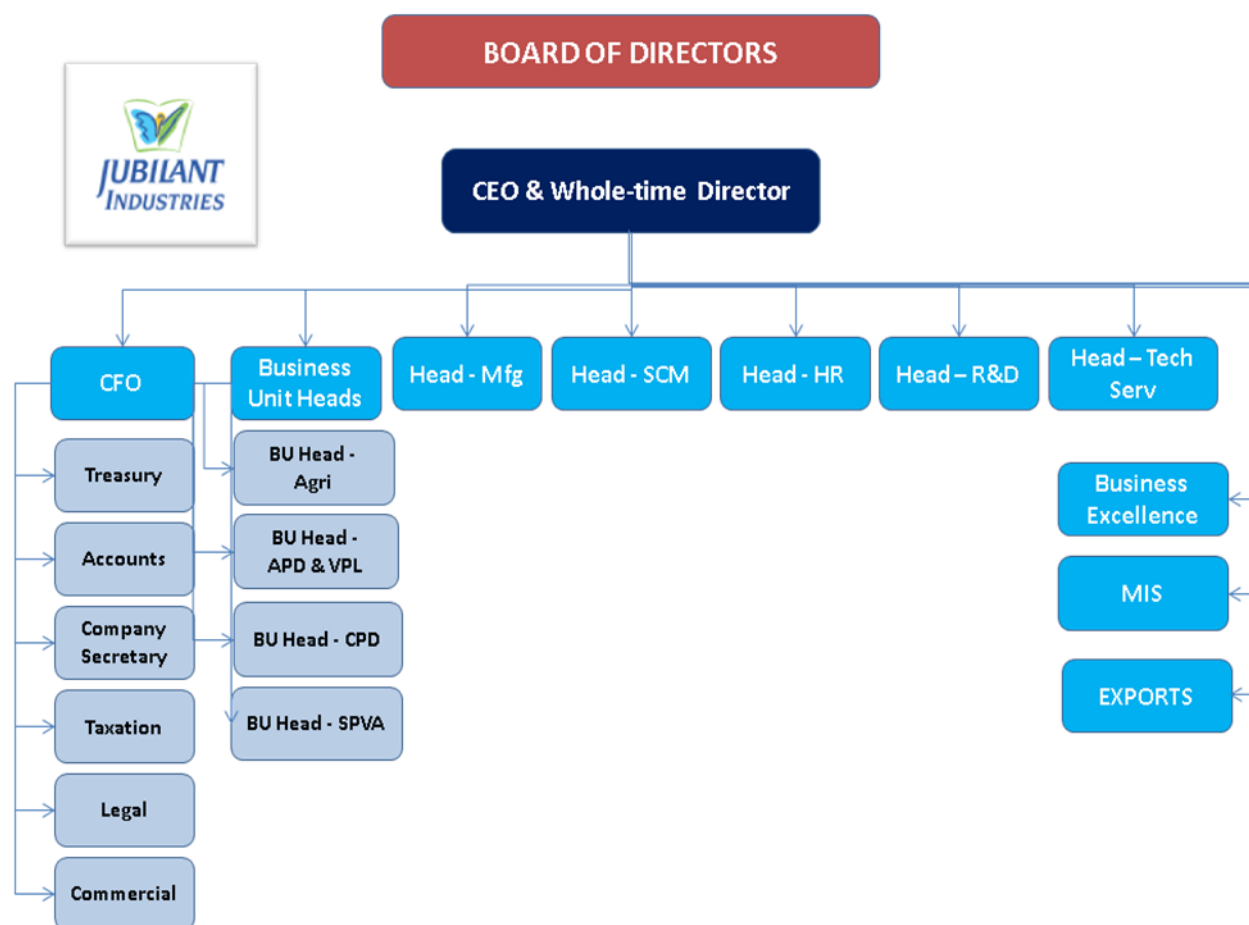 BOARD OF DIRECTORS
JUBILANT
INDUSTRIES
CEO & Whole-time Director
CFO
Business
Unit Heads
Head - Mfg
Head - SCM
Head - HR
Head – R&D
Head – Tech
Serv
Treasury
Accounts
Company
Secretary
Taxation
Legal
Commercial
BU Head -
Agri
BU Head -
APD & VPL
BU Head - CPD
BU Head - SPVA
Business
Excellence
MIS
EXPORTS